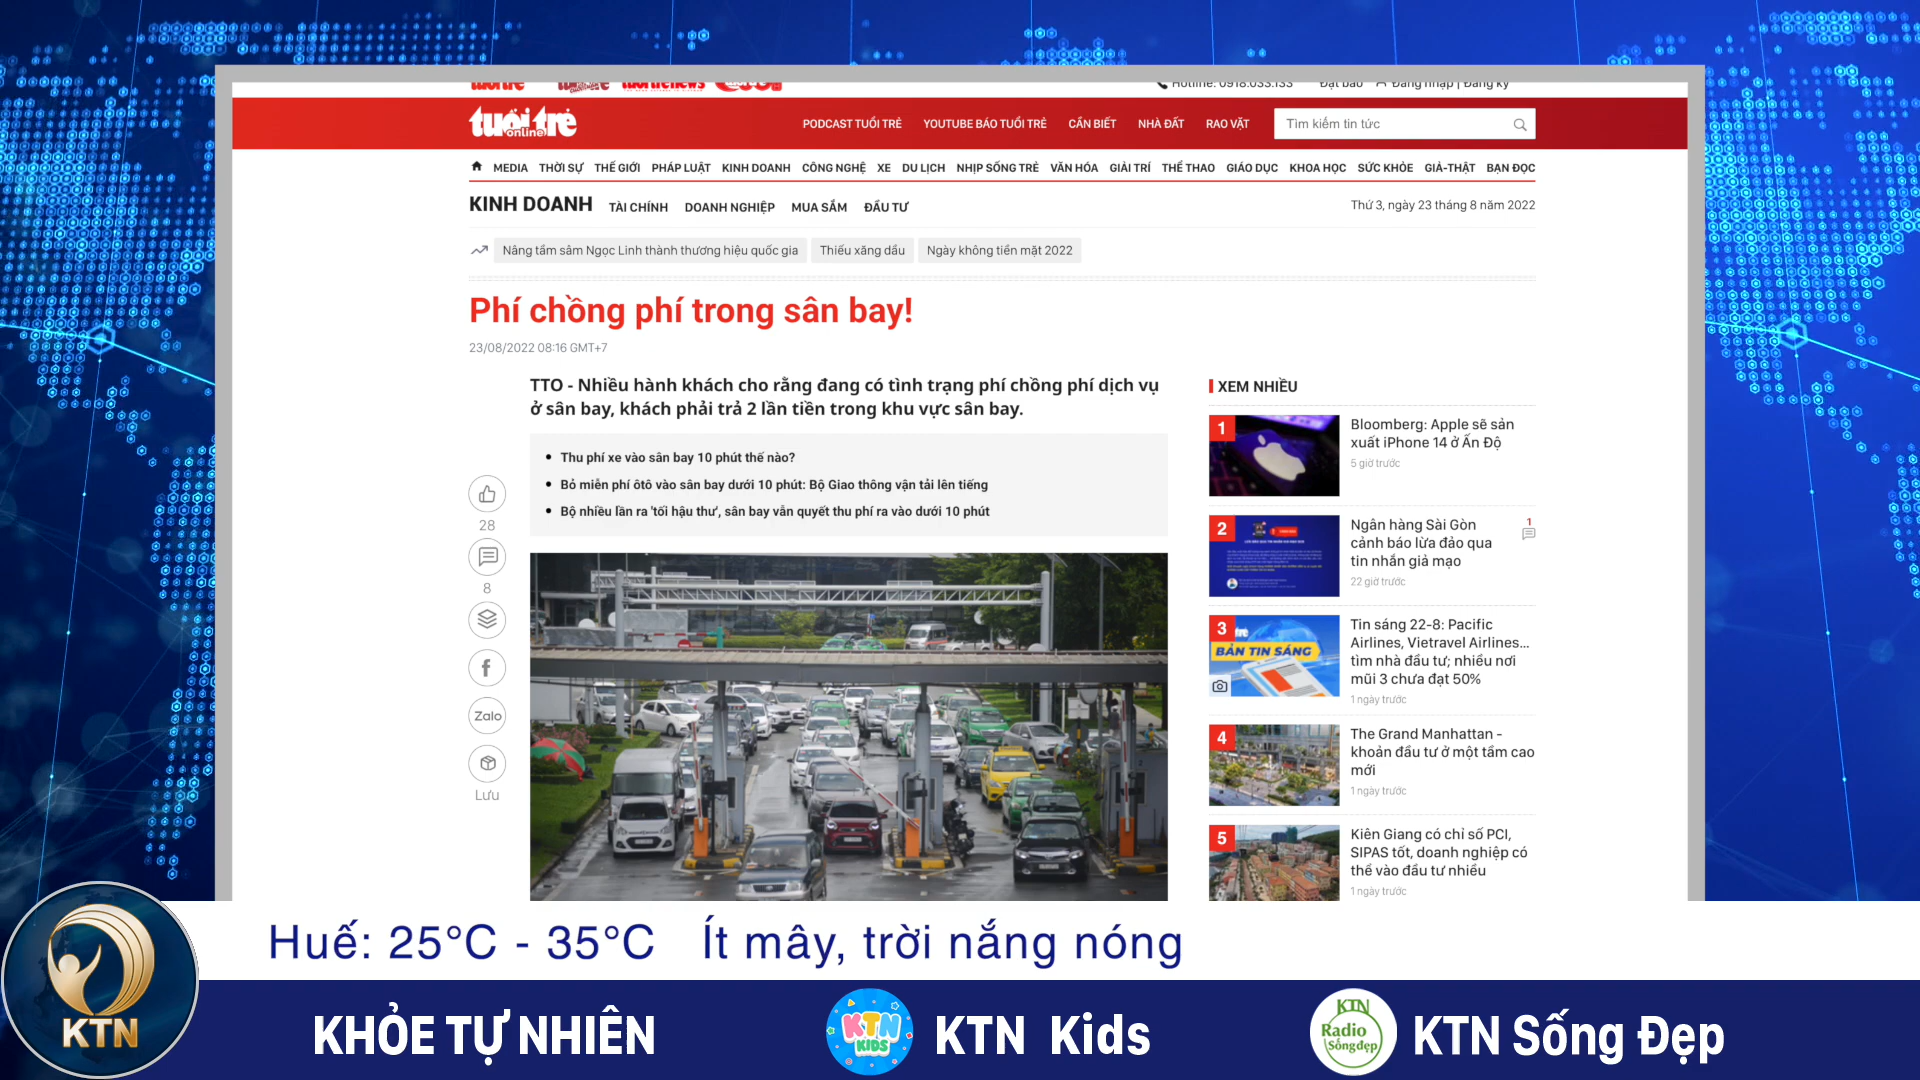 Hotline: 0918.033.133 Đặt báo Đăng nhập | Đăng ký
tuổi trẻ online
PODCAST TUỔI TRẺ YOUTUBE BÁO TUỔI TRẺ CẦN BIẾT NHÀ ĐẤT RAO VẶT
Tìm kiếm tin tức
MEDIA THỜI SỰ THẾ GIỚI PHÁP LUẬT KINH DOANH CÔNG NGHỆ XE DU LỊCH NHỊP SỐNG TRẺ VĂN HÓA GIẢI TRÍ THỂ THAO GIÁO DỤC KHOA HỌC SỨC KHỎE GIẢ-THẬT BẠN ĐỌC
KINH DOANH TÀI CHÍNH DOANH NGHIỆP MUA SẮM ĐẦU TƯ
Thứ 3, ngày 23 tháng 8 năm 2022
Nâng tầm sâm Ngọc Linh thành thương hiệu quốc gia Thiếu xăng dầu Ngày không tiền mặt 2022
Phí chồng phí trong sân bay!
23/08/2022 08:16 GMT+7
TTO - Nhiều hành khách cho rằng đang có tình trạng phí chồng phí dịch vụ
ở sân bay, khách phải trả 2 lần tiền trong khu vực sân bay.
Thu phí xe vào sân bay 10 phút thế nào?
Bỏ miễn phí ôtô vào sân bay dưới 10 phút: Bộ Giao thông vận tải lên tiếng
Bộ nhiều lần ra 'tối hậu thư', sân bay vẫn quyết thu phí ra vào dưới 10 phút
28
8
Zalo
Lưu
XEM NHIỀU
1
Bloomberg: Apple sẽ sản
xuất iPhone 14 ở Ấn Độ
5 giờ trước
2
Ngân hàng Sài Gòn
cảnh báo lừa đảo qua
tin nhắn giả mạo
22 giờ trước
1
3
BẢN TIN SÁNG
Tin sáng 22-8: Pacific
Airlines, Vietravel Airlines...
tìm nhà đầu tư; nhiều nơi
mũi 3 chưa đạt 50%
1 ngày trước
4
The Grand Manhattan -
khoản đầu tư ở một tầm cao
mới
1 ngày trước
5
Kiên Giang có chỉ số PCI,
SIPAS tốt, doanh nghiệp có
thể vào đầu tư nhiều
1 ngày trước
Huế: 25°C - 35°C Ít mây, trời nắng nóng
KTN
KHỎE TỰ NHIÊN
KTN KIDS
KTN Kids
KTN Radio Sống đẹp
KTN Sống Đẹp